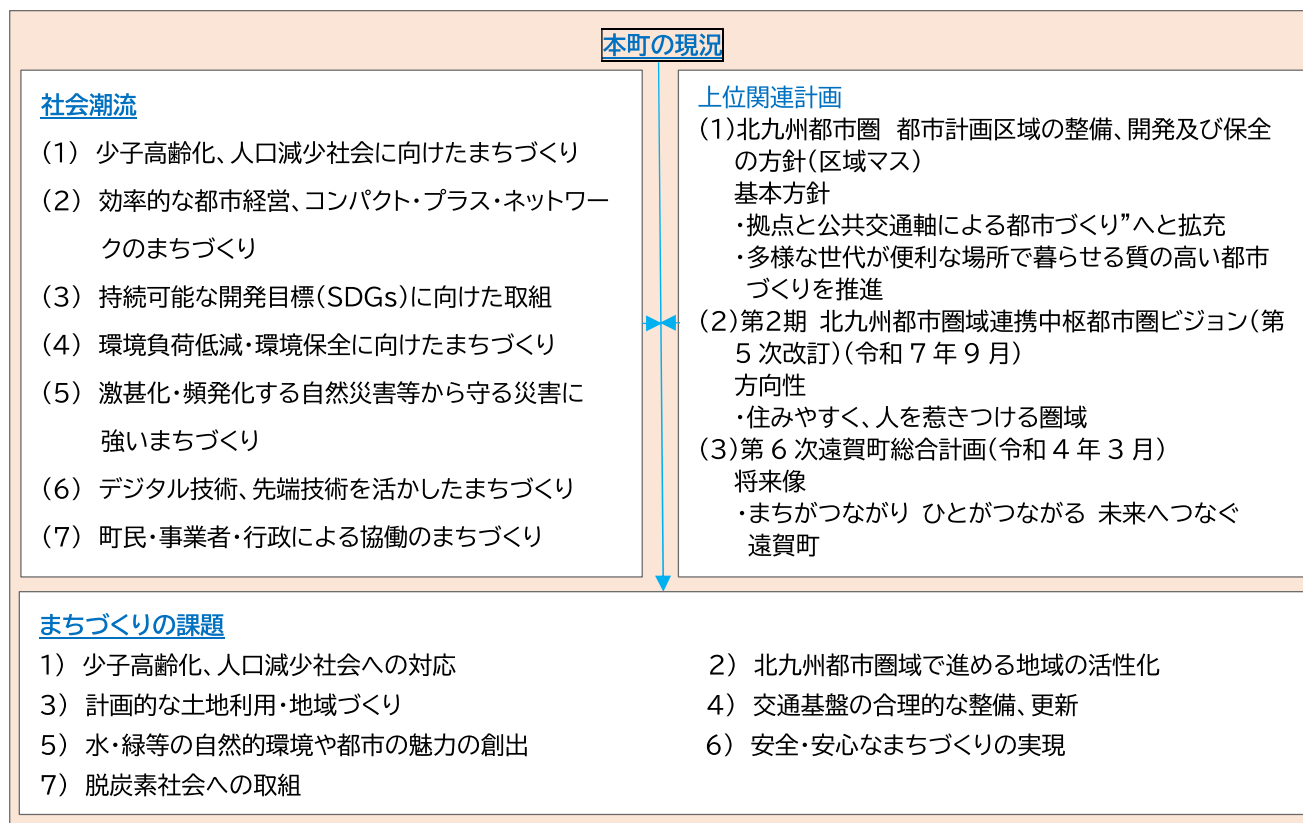 本町の現況
社会潮流
(1) 少子高齢化、人口減少社会に向けたまちづくり
(2) 効率的な都市経営、コンパクト・プラス・ネットワー
クのまちづくり
(3) 持続可能な開発目標(SDGs)に向けた取組
(4) 環境負荷低減・環境保全に向けたまちづくり
(5) 激甚化・頻発化する自然災害等から守る災害に
強いまちづくり
(6) デジタル技術、先端技術を活かしたまちづくり
(7) 町民・事業者・行政による協働のまちづくり
上位関連計画
(1)北九州都市圏 都市計画区域の整備、開発及び保全
の方針(区域マス)
基本方針
・拠点と公共交通軸による都市づくり”へと拡充
・多様な世代が便利な場所で暮らせる質の高い都市
づくりを推進
(2)第2期 北九州都市圏域連携中枢都市圏ビジョン(第
5次改訂)(令和7年9月)
方向性
・住みやすく、人を惹きつける圏域
(3)第6次遠賀町総合計画(令和4年3月)
将来像
・まちがつながり ひとがつながる 未来へつなぐ
遠賀町
まちづくりの課題
1) 少子高齢化、人口減少社会への対応
2) 北九州都市圏域で進める地域の活性化
3) 計画的な土地利用・地域づくり
4) 交通基盤の合理的な整備、更新
5) 水・緑等の自然的環境や都市の魅力の創出
6) 安全・安心なまちづくりの実現
7) 脱炭素社会への取組